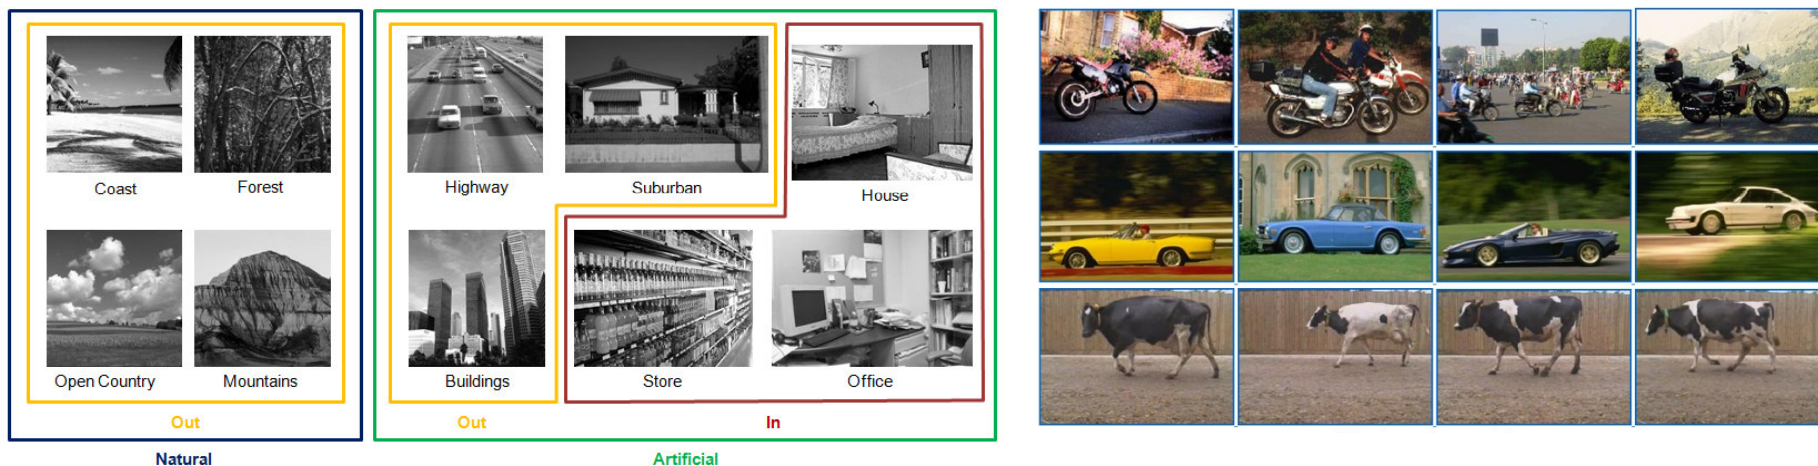 Coast
Forest
Open Country
Mountains
Out
Natural
Highway
Suburban
House
Buildings
Store
Office
Out
In
Artificial